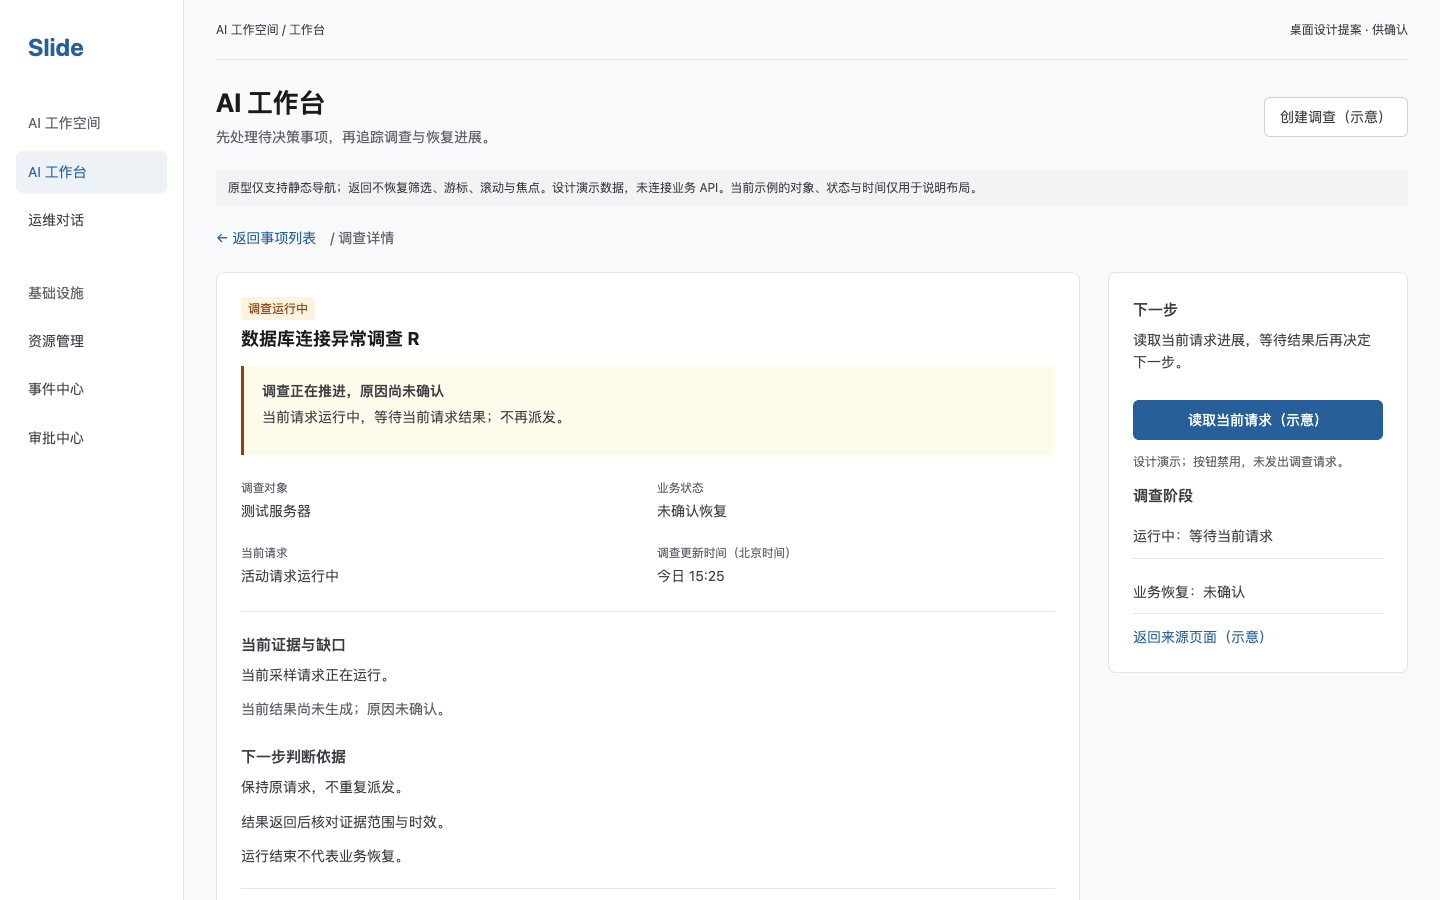 Slide
AI 工作空间
AI 工作台
运维对话
基础设施
资源管理
事件中心
审批中心
AI 工作空间 / 工作台
桌面设计提案 · 供确认
AI 工作台
先处理待决策事项，再追踪调查与恢复进展。
创建调查（示意）
原型仅支持静态导航；返回不恢复筛选、游标、滚动与焦点。设计演示数据，未连接业务 API。当前示例的对象、状态与时间仅用于说明布局。
← 返回事项列表 / 调查详情
调查运行中
数据库连接异常调查 R
调查正在推进，原因尚未确认
当前请求运行中，等待当前请求结果；不再派发。
调查对象
测试服务器
业务状态
未确认恢复
当前请求
活动请求运行中
调查更新时间（北京时间）
今日 15:25
当前证据与缺口
当前采样请求正在运行。
当前结果尚未生成；原因未确认。
下一步判断依据
保持原请求，不重复派发。
结果返回后核对证据范围与时效。
运行结束不代表业务恢复。
下一步
读取当前请求进展，等待结果后再决定
下一步。
读取当前请求（示意）
设计演示；按钮禁用，未发出调查请求。
调查阶段
运行中：等待当前请求
业务恢复：未确认
返回来源页面（示意）